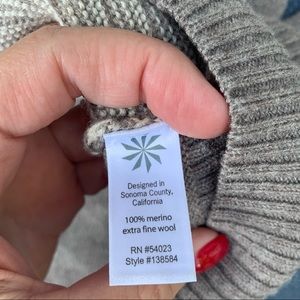 Designed in
Sonoma County,
California
100% merino
extra fine wool
RN #54023
Style #138584